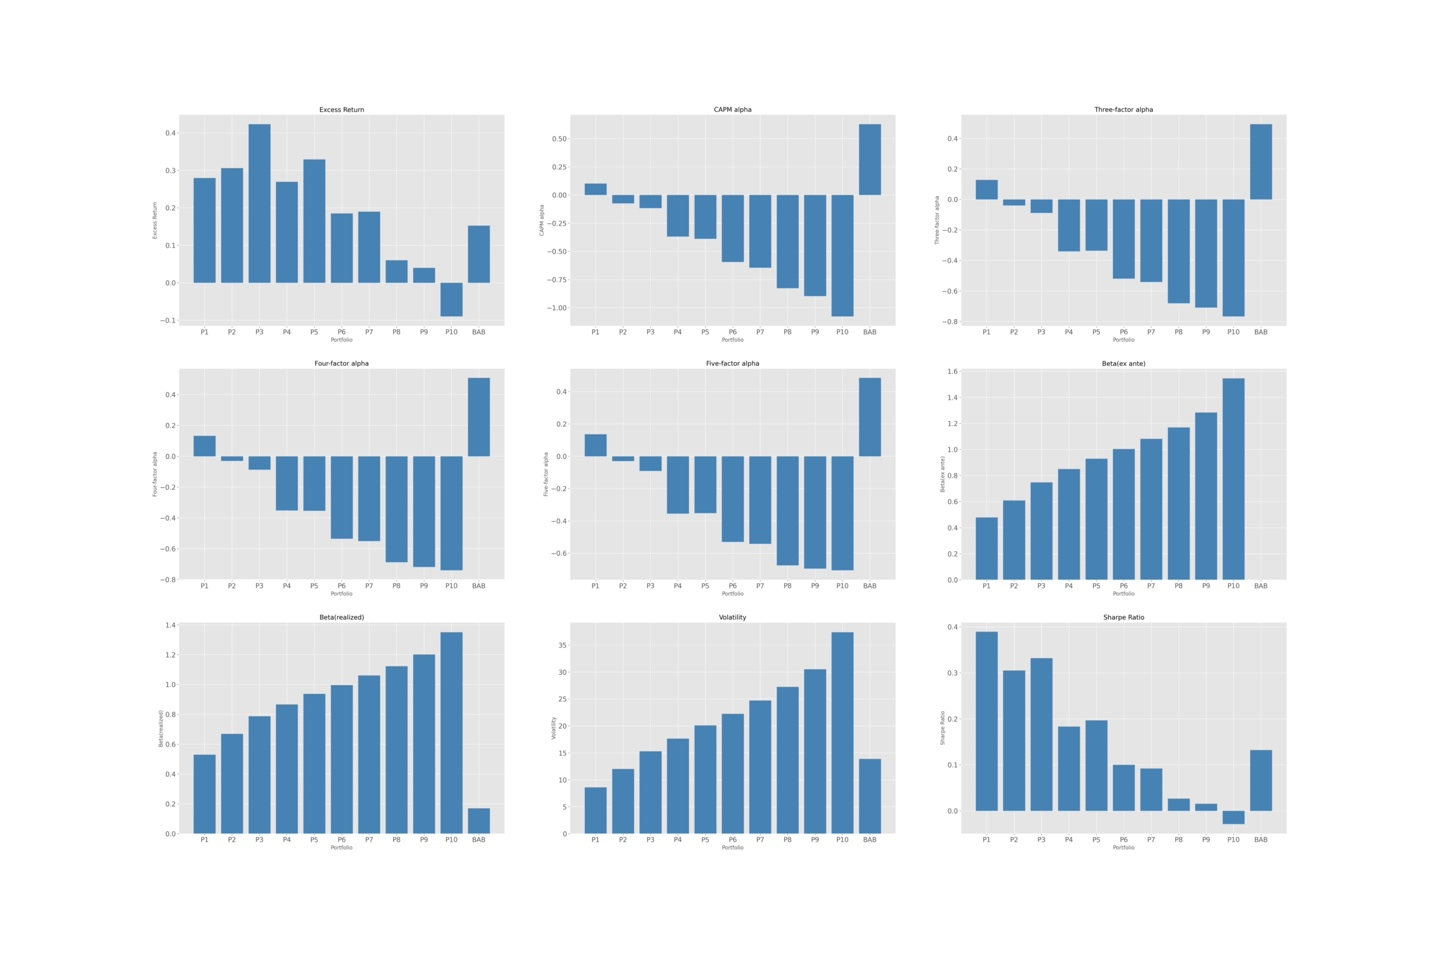 Excess Return
Excess Return
0.4
0.3
0.2
0.1
0.0
−0.1
P1 P2 P3 P4 P5 P6 P7 P8 P9 P10 BAB
Portfolio
CAPM alpha
CAPM alpha
0.50
0.25
0.00
−0.25
−0.50
−0.75
−1.00
P1 P2 P3 P4 P5 P6 P7 P8 P9 P10 BAB
Portfolio
Three-factor alpha
Three-factor alpha
0.4
0.2
0.0
−0.2
−0.4
−0.6
−0.8
P1 P2 P3 P4 P5 P6 P7 P8 P9 P10 BAB
Portfolio
Four-factor alpha
Four-factor alpha
0.4
0.2
0.0
−0.2
−0.4
−0.6
−0.8
P1 P2 P3 P4 P5 P6 P7 P8 P9 P10 BAB
Portfolio
Five-factor alpha
Five-factor alpha
0.4
0.2
0.0
−0.2
−0.4
−0.6
P1 P2 P3 P4 P5 P6 P7 P8 P9 P10 BAB
Portfolio
Beta(ex ante)
Beta(ex ante)
1.6
1.4
1.2
1.0
0.8
0.6
0.4
0.2
0.0
P1 P2 P3 P4 P5 P6 P7 P8 P9 P10 BAB
Portfolio
Beta(realized)
Beta(realized)
1.4
1.2
1.0
0.8
0.6
0.4
0.2
0.0
P1 P2 P3 P4 P5 P6 P7 P8 P9 P10 BAB
Portfolio
Volatility
Volatility
35
30
25
20
15
10
5
0
P1 P2 P3 P4 P5 P6 P7 P8 P9 P10 BAB
Portfolio
Sharpe Ratio
Sharpe Ratio
0.4
0.3
0.2
0.1
0.0
P1 P2 P3 P4 P5 P6 P7 P8 P9 P10 BAB
Portfolio